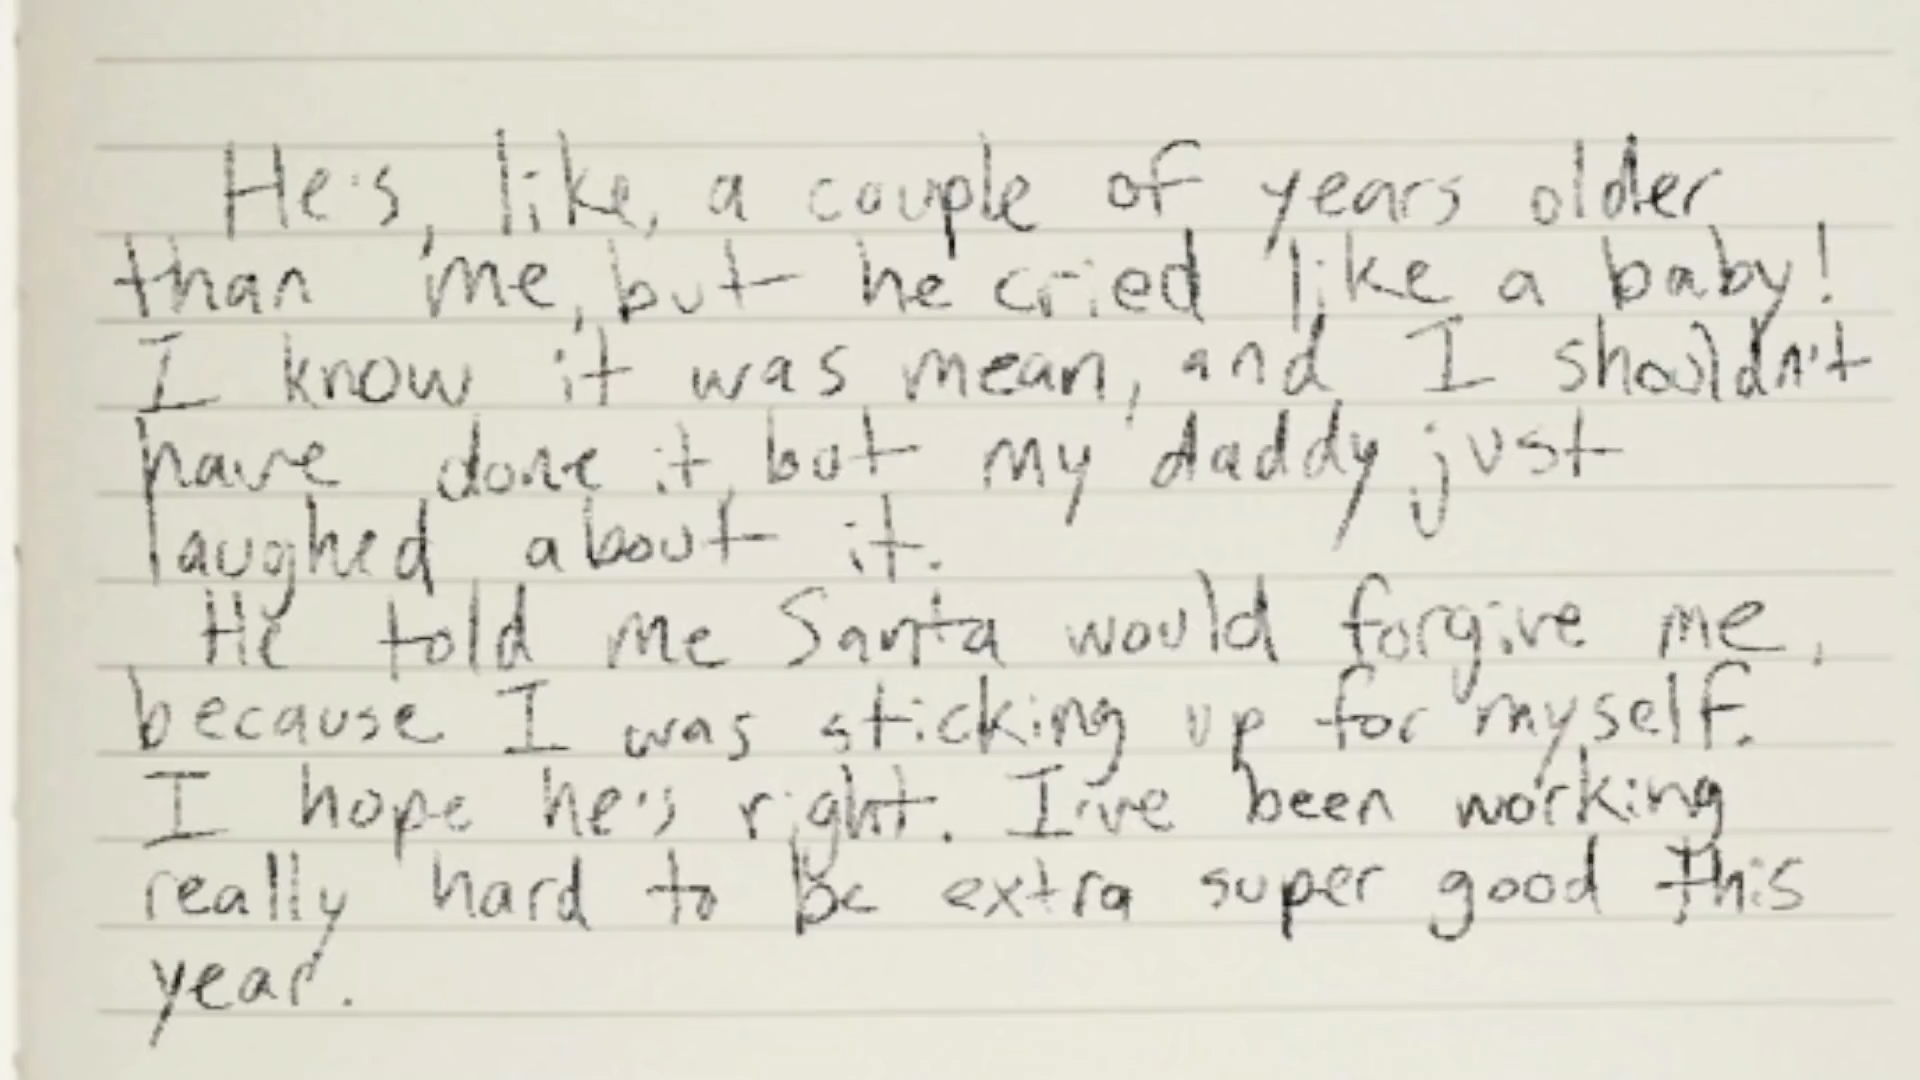 He's, like, a couple of years older
than me, but he cried like a baby!
I know it was mean, and I shouldn't
have done it, but my daddy just
laughed about it.
He told me Santa would forgive me,
because I was sticking up for myself.
I hope he's right. I've been working
really hard to be extra super good this
year.